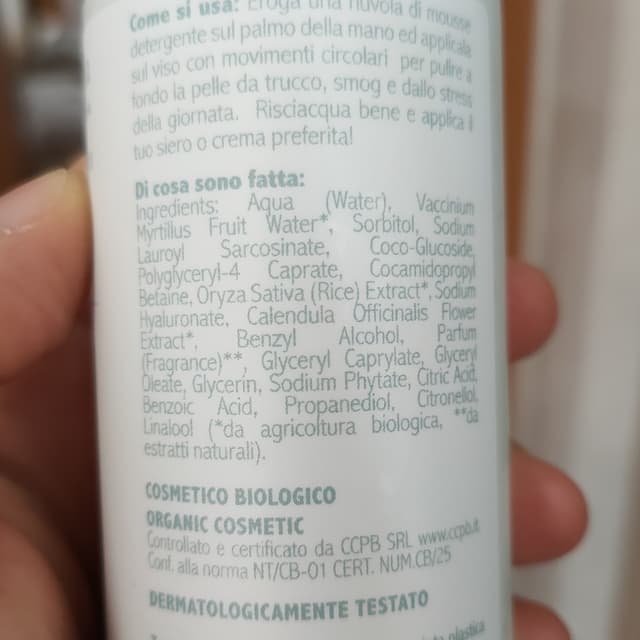 Come si usa: Eroga una nuvola di mousse
detergente sul palmo della mano ed applicala
sul viso con movimenti circolari per pulire a
fondo la pelle da trucco, smog e dallo stress
della giornata. Risciacqua bene e applica il
tuo siero o crema preferita!
Di cosa sono fatta:
Ingredients: Aqua (Water), Vaccinium
Myrtillus Fruit Water*, Sorbitol, Sodium
Lauroyl Sarcosinate, Coco-Glucoside,
Polyglyceryl-4 Caprate, Cocamidopropyl
Betaine, Oryza Sativa (Rice) Extract*, Sodium
Hyaluronate, Calendula Officinalis Flower
Extract*, Benzyl Alcohol, Parfum
(Fragrance)**, Glyceryl Caprylate, Glyceryl
Oleate, Glycerin, Sodium Phytate, Citric Acid,
Benzoic Acid, Propanediol, Citronellol,
Linalool (*da agricoltura biologica, **da
estratti naturali).
COSMETICO BIOLOGICO
ORGANIC COSMETIC
Controllato e certificato da CCPB SRL www.ccpb.it
Conf. alla norma NT/CB-01 CERT. NUM.CB/25
DERMATOLOGICAMENTE TESTATO
plastica